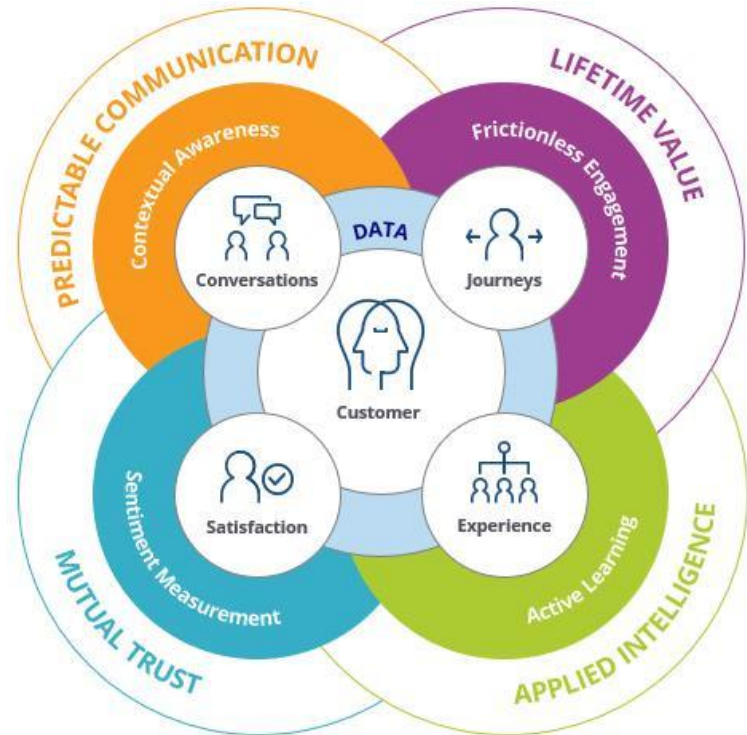 PREDICTABLE COMMUNICATION
LIFETIME VALUE
Contextual Awareness
Frictionless Engagement
DATA
Conversations
Journeys
Customer
Satisfaction
Experience
Sentiment Measurement
Active Learning
MUTUAL TRUST
APPLIED INTELLIGENCE